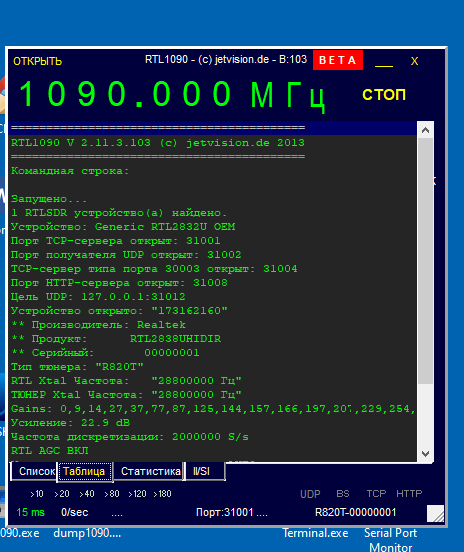 ОТКРЫТЬ RTL1090 - (c) jetvision.de - B:103 BETA __ X
1090.000 МГц СТОП
==========================================
RTL1090 V 2.11.3.103 (c) jetvision.de 2013
==========================================
Командная строка:
Запущено...
1 RTLSDR устройство(а) найдено.
Устройство: Generic RTL2832U OEM
Порт TCP-сервера открыт: 31001
Порт получателя UDP открыт: 31002
TCP-сервер типа порта 30003 открыт: 31004
Порт HTTP-сервера открыт: 31008
Цель UDP: 127.0.0.1:31012
Устройство открыто: "173162160"
** Производитель: Realtek
** Продукт: RTL2838UHIDIR
** Серийный: 00000001
Тип тюнера: "R820T"
RTL Xtal Частота: "28800000 Гц"
ТЮНЕР Xtal Частота: "28800000 Гц"
Gains: 0,9,14,27,37,77,87,125,144,157,166,197,207,229,254,
Усиление: 22.9 dB
Частота дискретизации: 2000000 S/s
RTL AGC ВКЛ
Список Таблица Статистика II/SI
>10 >20 >40 >80 >120 >180 UDP BS TCP HTTP
15 ms 0/sec .... Порт:31001 .... R820T-00000001
090.exe dump1090.... Terminal.exe Serial Port
Monitor